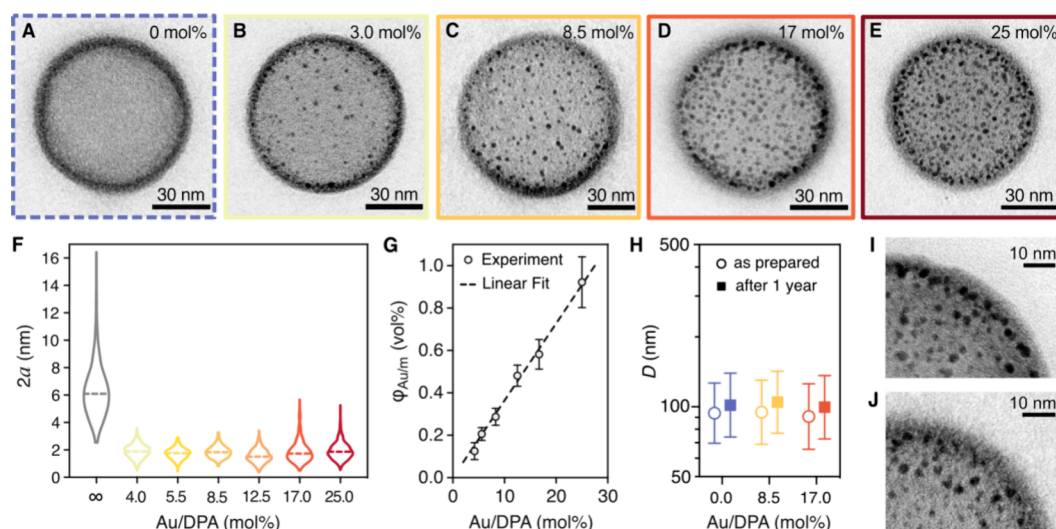 A
0 mol%
30 nm
B
3.0 mol%
30 nm
C
8.5 mol%
30 nm
D
17 mol%
30 nm
E
25 mol%
30 nm
F
16
14
12
10
8
6
4
2
0
2a (nm)
∞
4.0
5.5
8.5
12.5
17.0
25.0
Au/DPA (mol%)
G
Experiment
Linear Fit
1.0
0.8
0.6
0.4
0.2
0.0
φAu/m (vol%)
0
10
20
30
Au/DPA (mol%)
H
as prepared
after 1 year
500
100
50
D (nm)
0.0
8.5
17.0
Au/DPA (mol%)
I
10 nm
J
10 nm